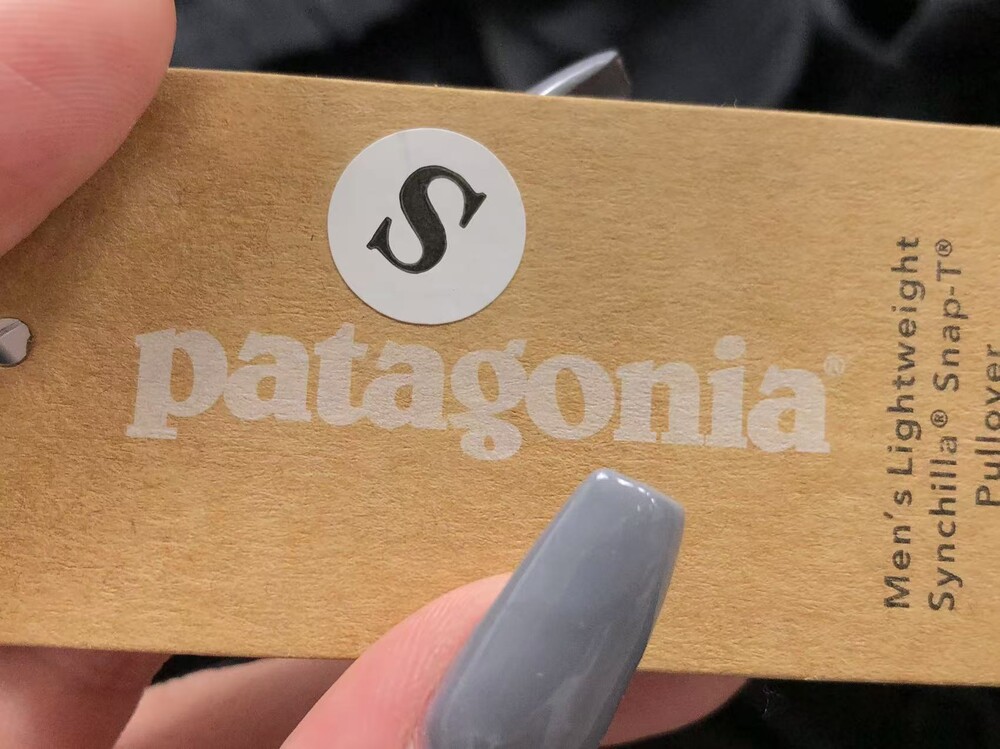 S
patagonia®
Men's Lightweight
Synchilla® Snap-T®
Pullover